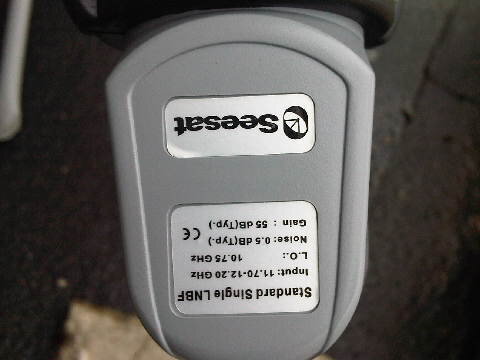 Standard Single LNBF
Input: 11.70-12.20 GHz
L.O.: 10.75 GHz
Noise: 0.5 dB(Typ.)
Gain : 55 dB(Typ.) CE
Seesat